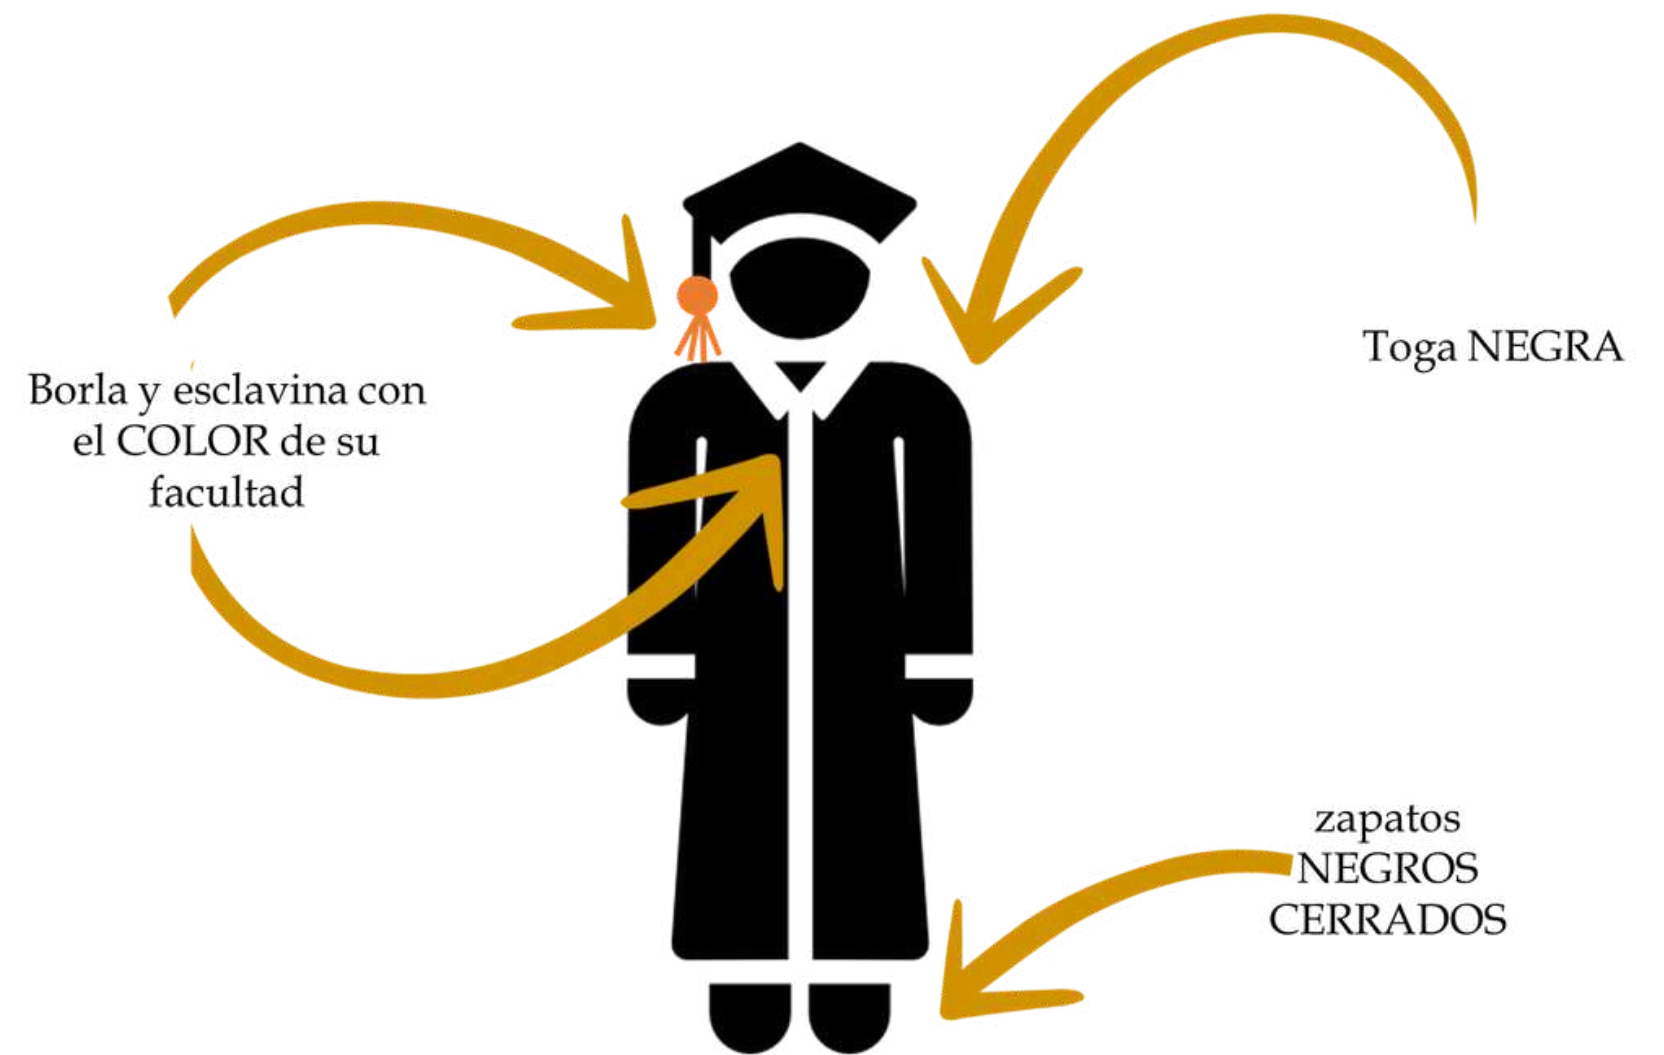 Toga NEGRA
Borla y esclavina con
el COLOR de su
facultad
zapatos
NEGROS
CERRADOS